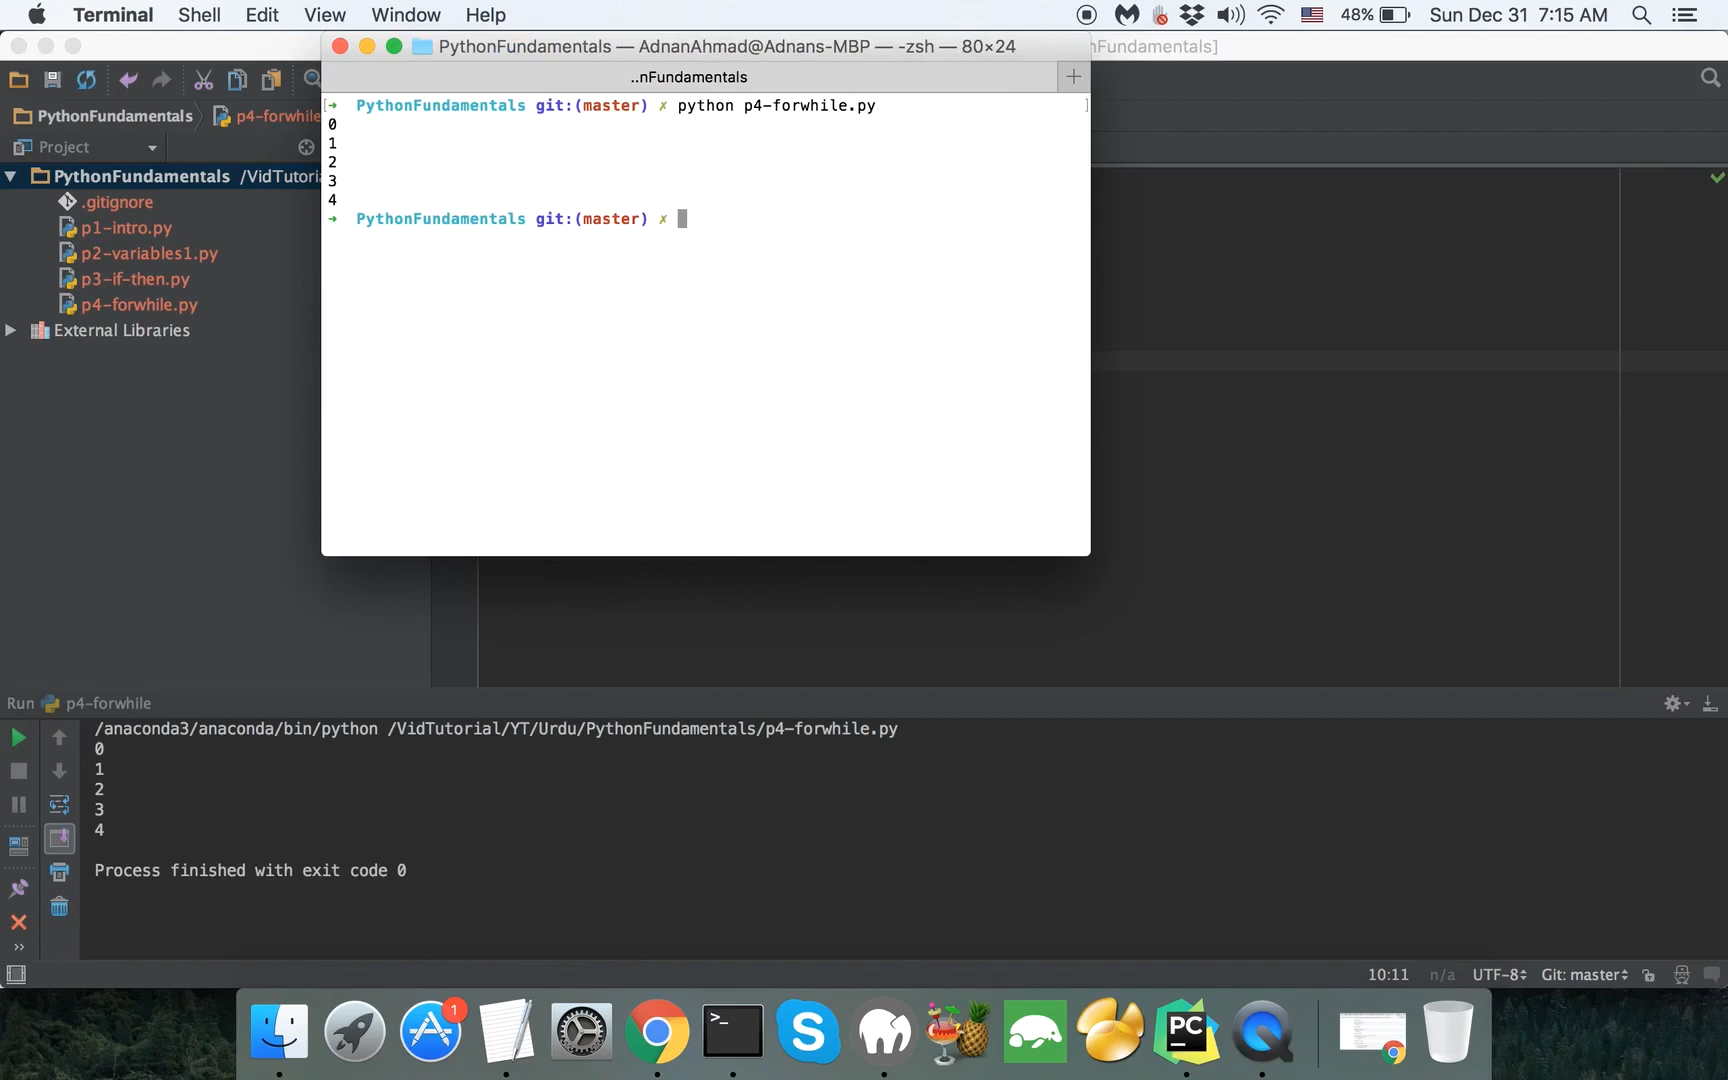 Terminal Shell Edit View Window Help 48% Sun Dec 31 7:15 AM
PythonFundamentals — AdnanAhmad@Adnans-MBP — -zsh — 80×24
nFundamentals]
..nFundamentals
+
[→ PythonFundamentals git:(master) ✗ python p4-forwhile.py ]
0
1
2
3
4
→ PythonFundamentals git:(master) ✗
PythonFundamentals p4-forwhile
Project
PythonFundamentals /VidTutoria
.gitignore
p1-intro.py
p2-variables1.py
p3-if-then.py
p4-forwhile.py
External Libraries
Run p4-forwhile
/anaconda3/anaconda/bin/python /VidTutorial/YT/Urdu/PythonFundamentals/p4-forwhile.py
0
1
2
3
4
Process finished with exit code 0
10:11 n/a UTF-8 Git: master
1
>_
S
PC